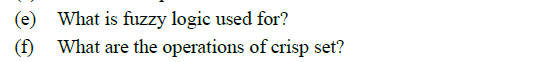 (e) What is fuzzy logic used for?
(f) What are the operations of crisp set?